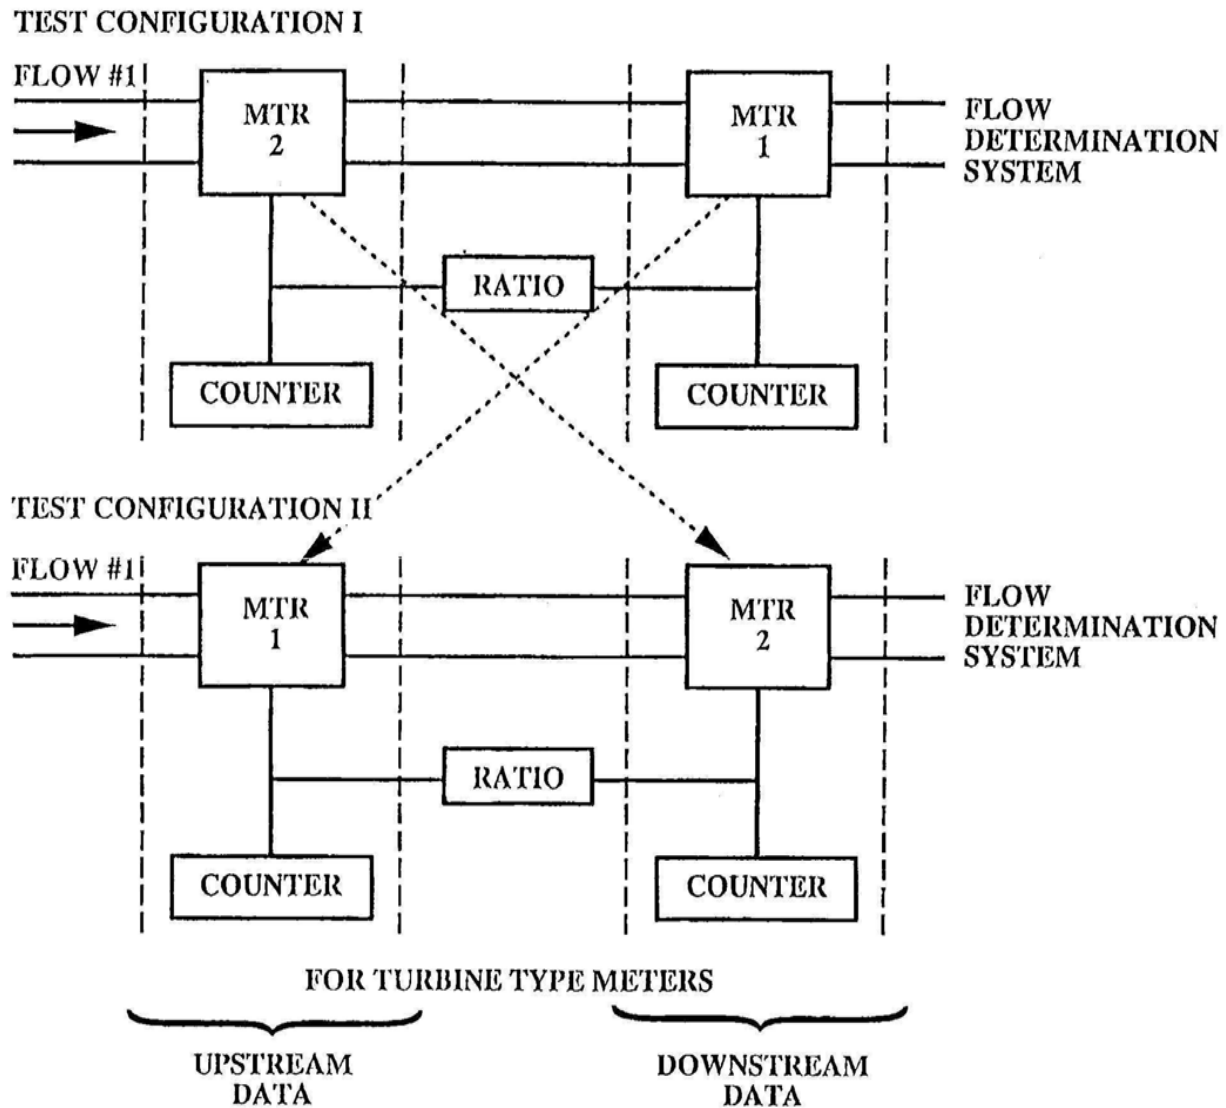 TEST CONFIGURATION I
FLOW #1
MTR
2
MTR
1
FLOW
DETERMINATION
SYSTEM
RATIO
COUNTER
COUNTER
TEST CONFIGURATION II
FLOW #1
MTR
1
MTR
2
FLOW
DETERMINATION
SYSTEM
RATIO
COUNTER
COUNTER
FOR TURBINE TYPE METERS
UPSTREAM
DATA
DOWNSTREAM
DATA